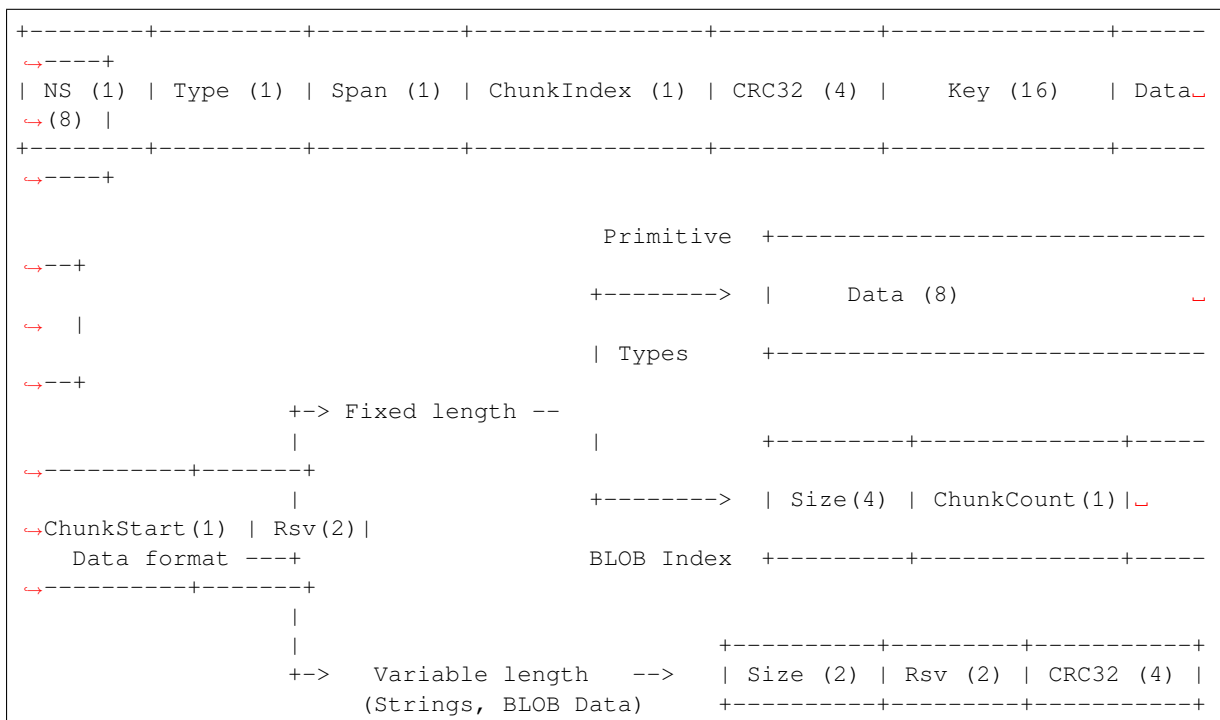 +--------+----------+----------+---------------+-----------+---------------+------
↪----+
| NS (1) | Type (1) | Span (1) | ChunkIndex (1) | CRC32 (4) |    Key (16)   | Data␣
↪(8) |
+--------+----------+----------+---------------+-----------+---------------+------
↪----+
                                         Primitive  +-----------------------------
↪--+
                                        +-------->  |     Data (8)                ␣
↪  |
                                        | Types     +-----------------------------
↪--+
                   +-> Fixed length --
                   |                    |           +---------+--------------+-----
↪----------+-------+
                   |                    +-------->  | Size(4) | ChunkCount(1)|␣
↪ChunkStart(1) | Rsv(2)|
    Data format ---+                    BLOB Index  +---------+--------------+-----
↪----------+-------+
                   |
                   |                             +----------+---------+-----------+
                   +->   Variable length   -->   | Size (2) | Rsv (2) | CRC32 (4) |
                        (Strings, BLOB Data)     +----------+---------+-----------+